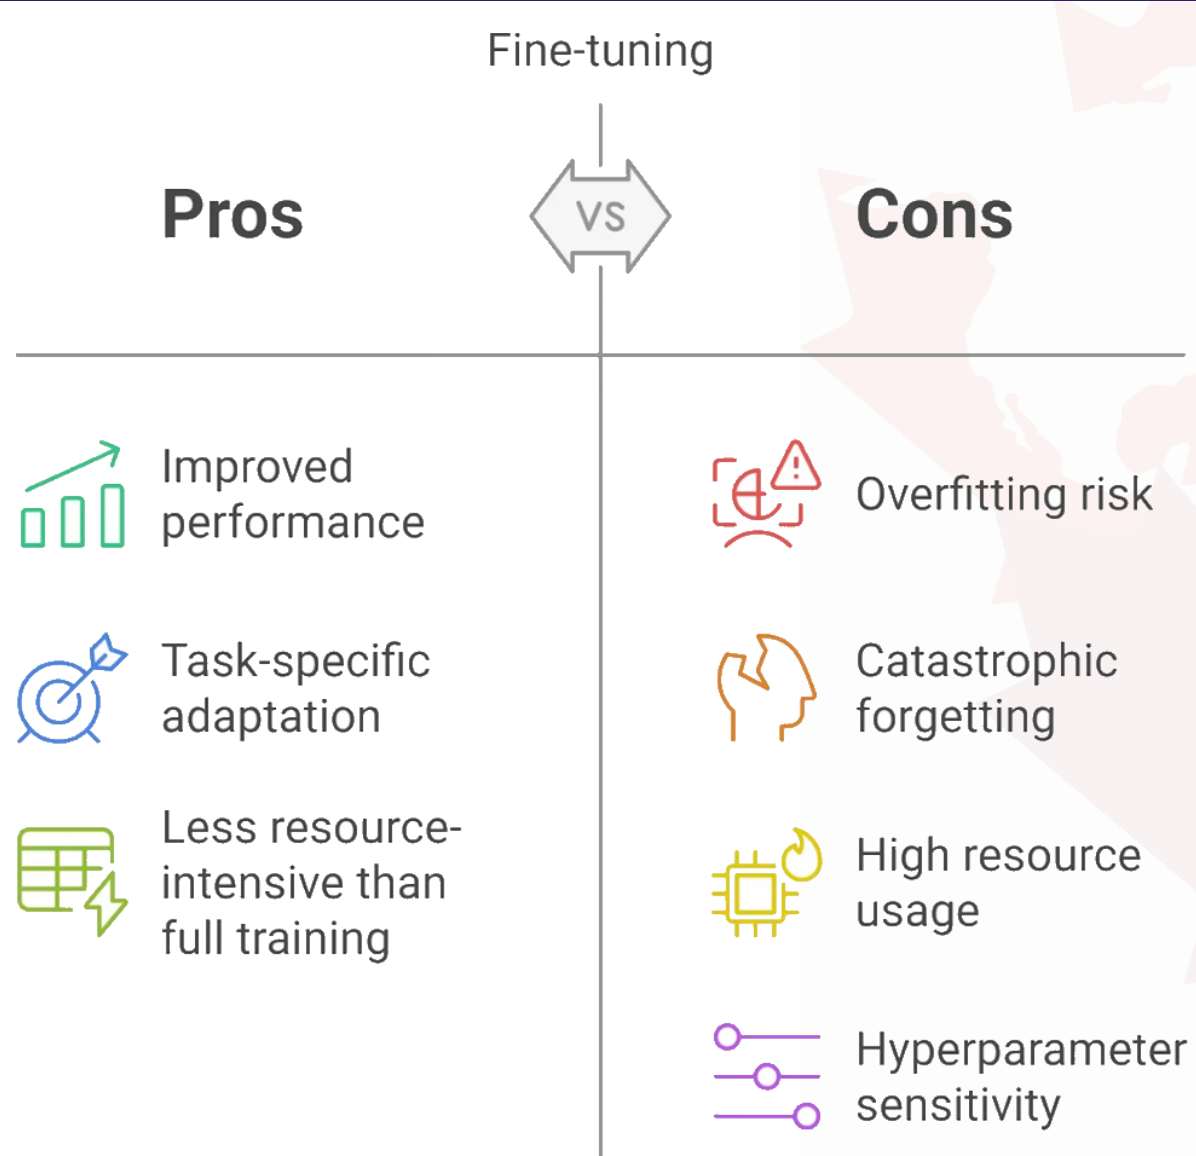 Fine-tuning
Pros
VS
Cons
Improved
performance
Task-specific
adaptation
Less resource-
intensive than
full training
Overfitting risk
Catastrophic
forgetting
High resource
usage
Hyperparameter
sensitivity